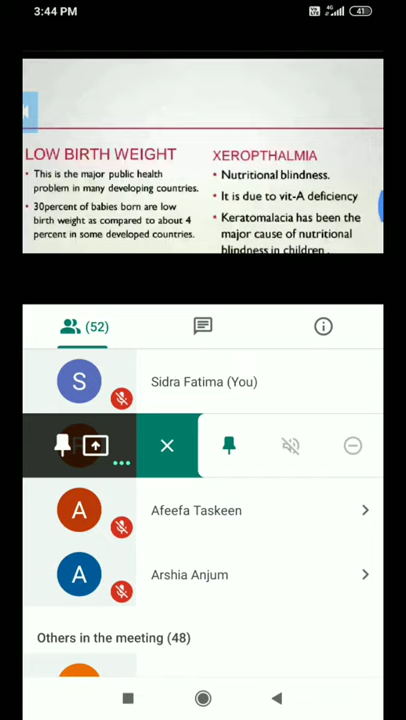 3:44 PM
Vo
LTE
4G
41
LOW BIRTH WEIGHT
• This is the major public health
problem in many developing countries.
• 30percent of babies born are low
birth weight as compared to about 4
percent in some developed countries.
XEROPTHALMIA
• Nutritional blindness.
• It is due to vit-A deficiency
• Keratomalacia has been the
major cause of nutritional
blindness in children .
(52)
S
Sidra Fatima (You)
A
Afeefa Taskeen
A
Arshia Anjum
Others in the meeting (48)